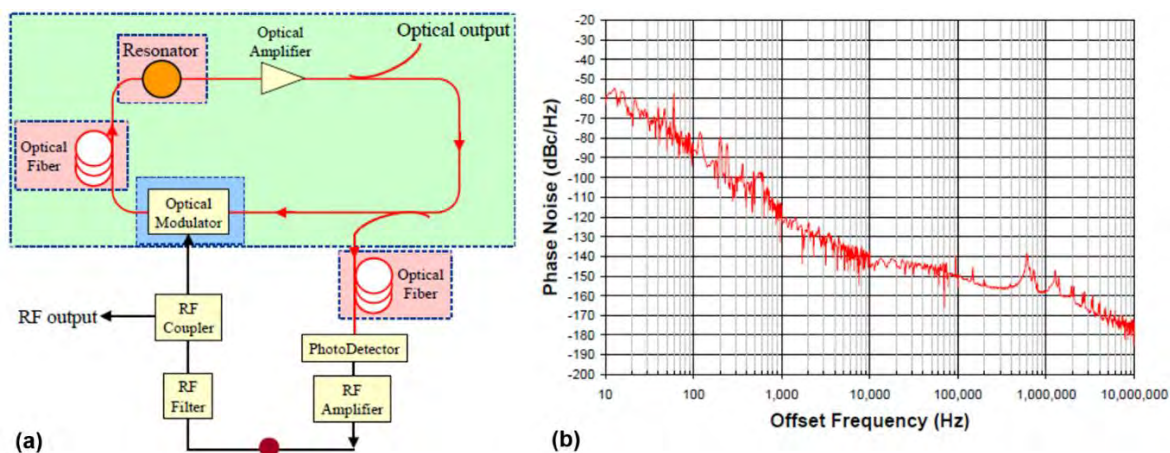 Resonator
Optical
Amplifier
Optical output
Optical
Fiber
Optical
Modulator
Optical
Fiber
RF output
RF
Coupler
PhotoDetector
RF
Filter
RF
Amplifier
(a)
Phase Noise (dBc/Hz)
-20
-30
-40
-50
-60
-70
-80
-90
-100
-110
-120
-130
-140
-150
-160
-170
-180
-190
-200
10
100
1,000
10,000
100,000
1,000,000
10,000,000
Offset Frequency (Hz)
(b)